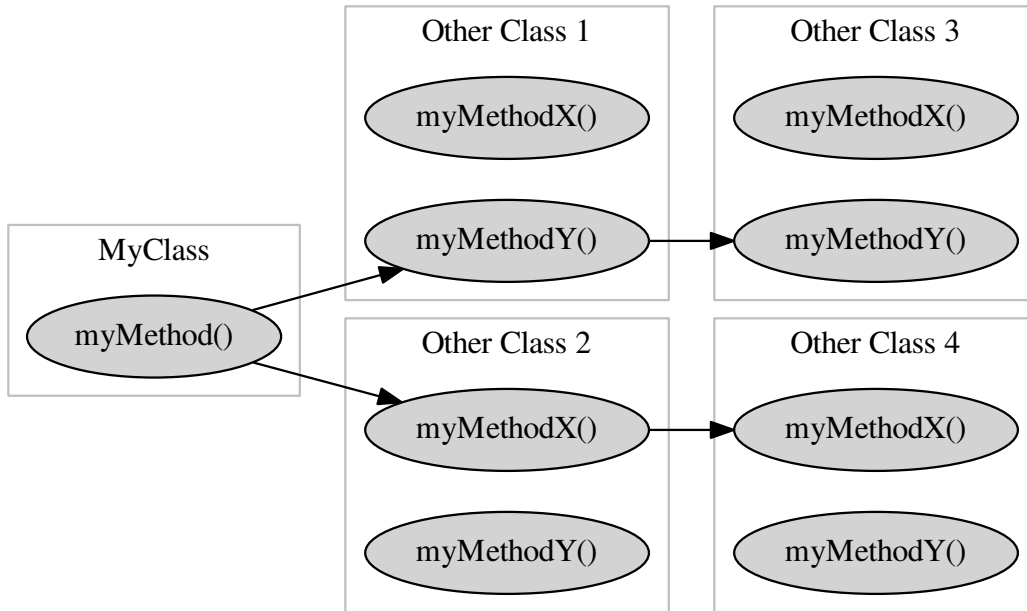 MyClass
myMethod()
Other Class 1
myMethodX()
myMethodY()
Other Class 2
myMethodX()
myMethodY()
Other Class 3
myMethodX()
myMethodY()
Other Class 4
myMethodX()
myMethodY()